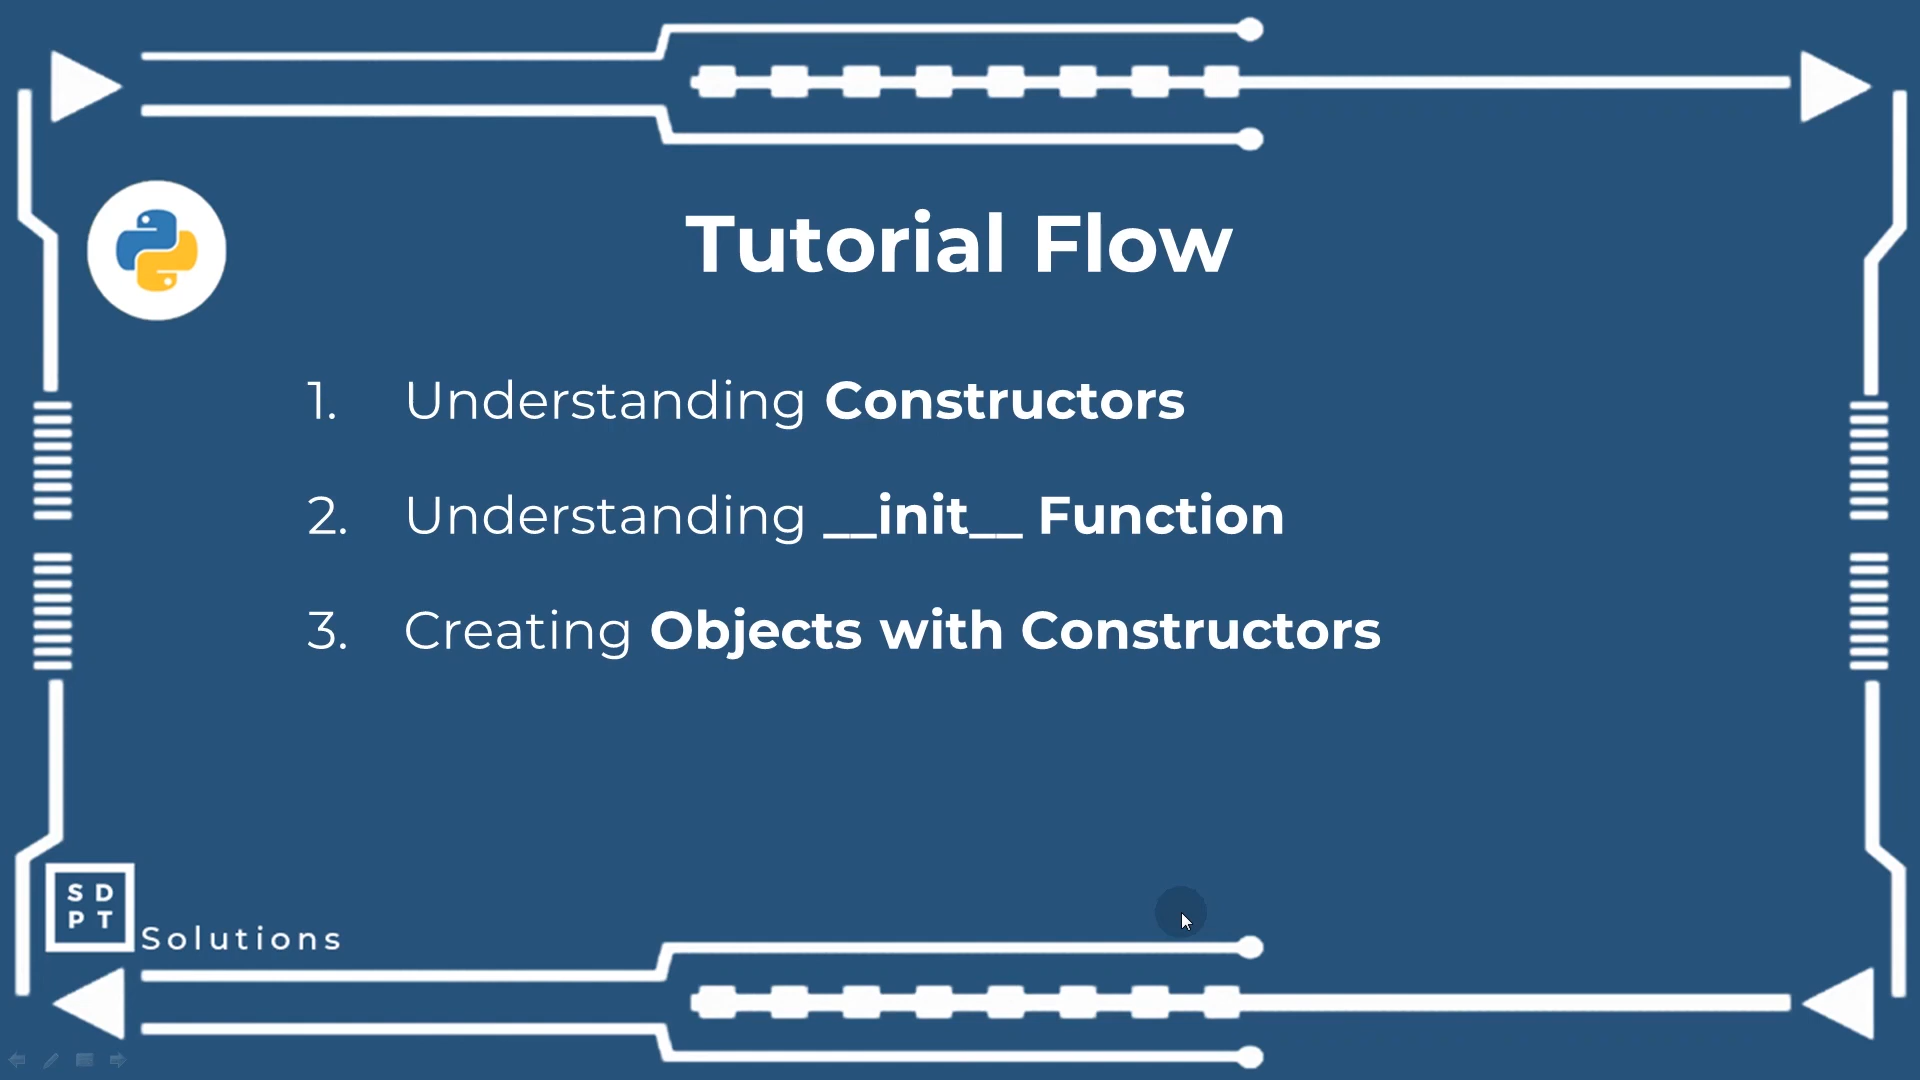 Tutorial Flow
1. Understanding Constructors
2. Understanding __init__ Function
3. Creating Objects with Constructors
S D
P T
Solutions